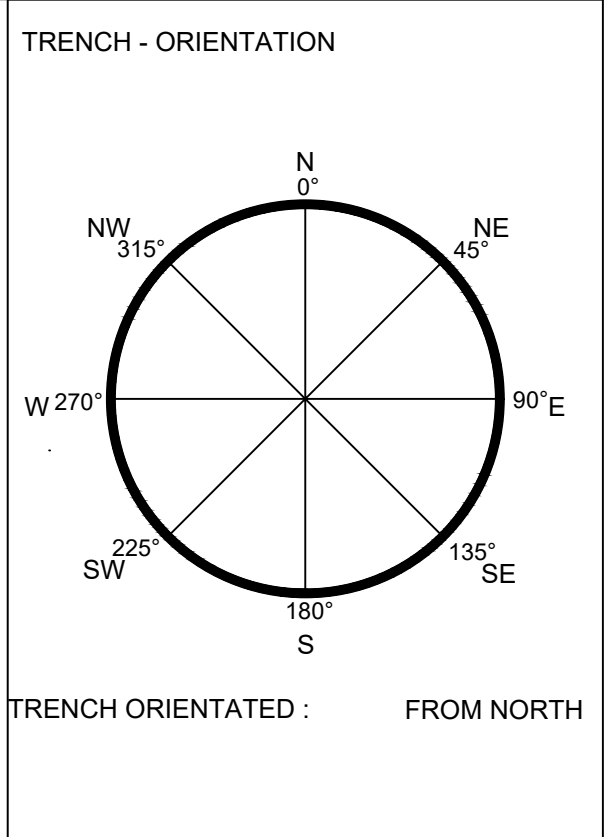 TRENCH - ORIENTATION
N
0°
NW
NE
315°
45°
W 270°
90°E
225°
135°
SW
SE
180°
S
TRENCH ORIENTATED : FROM NORTH